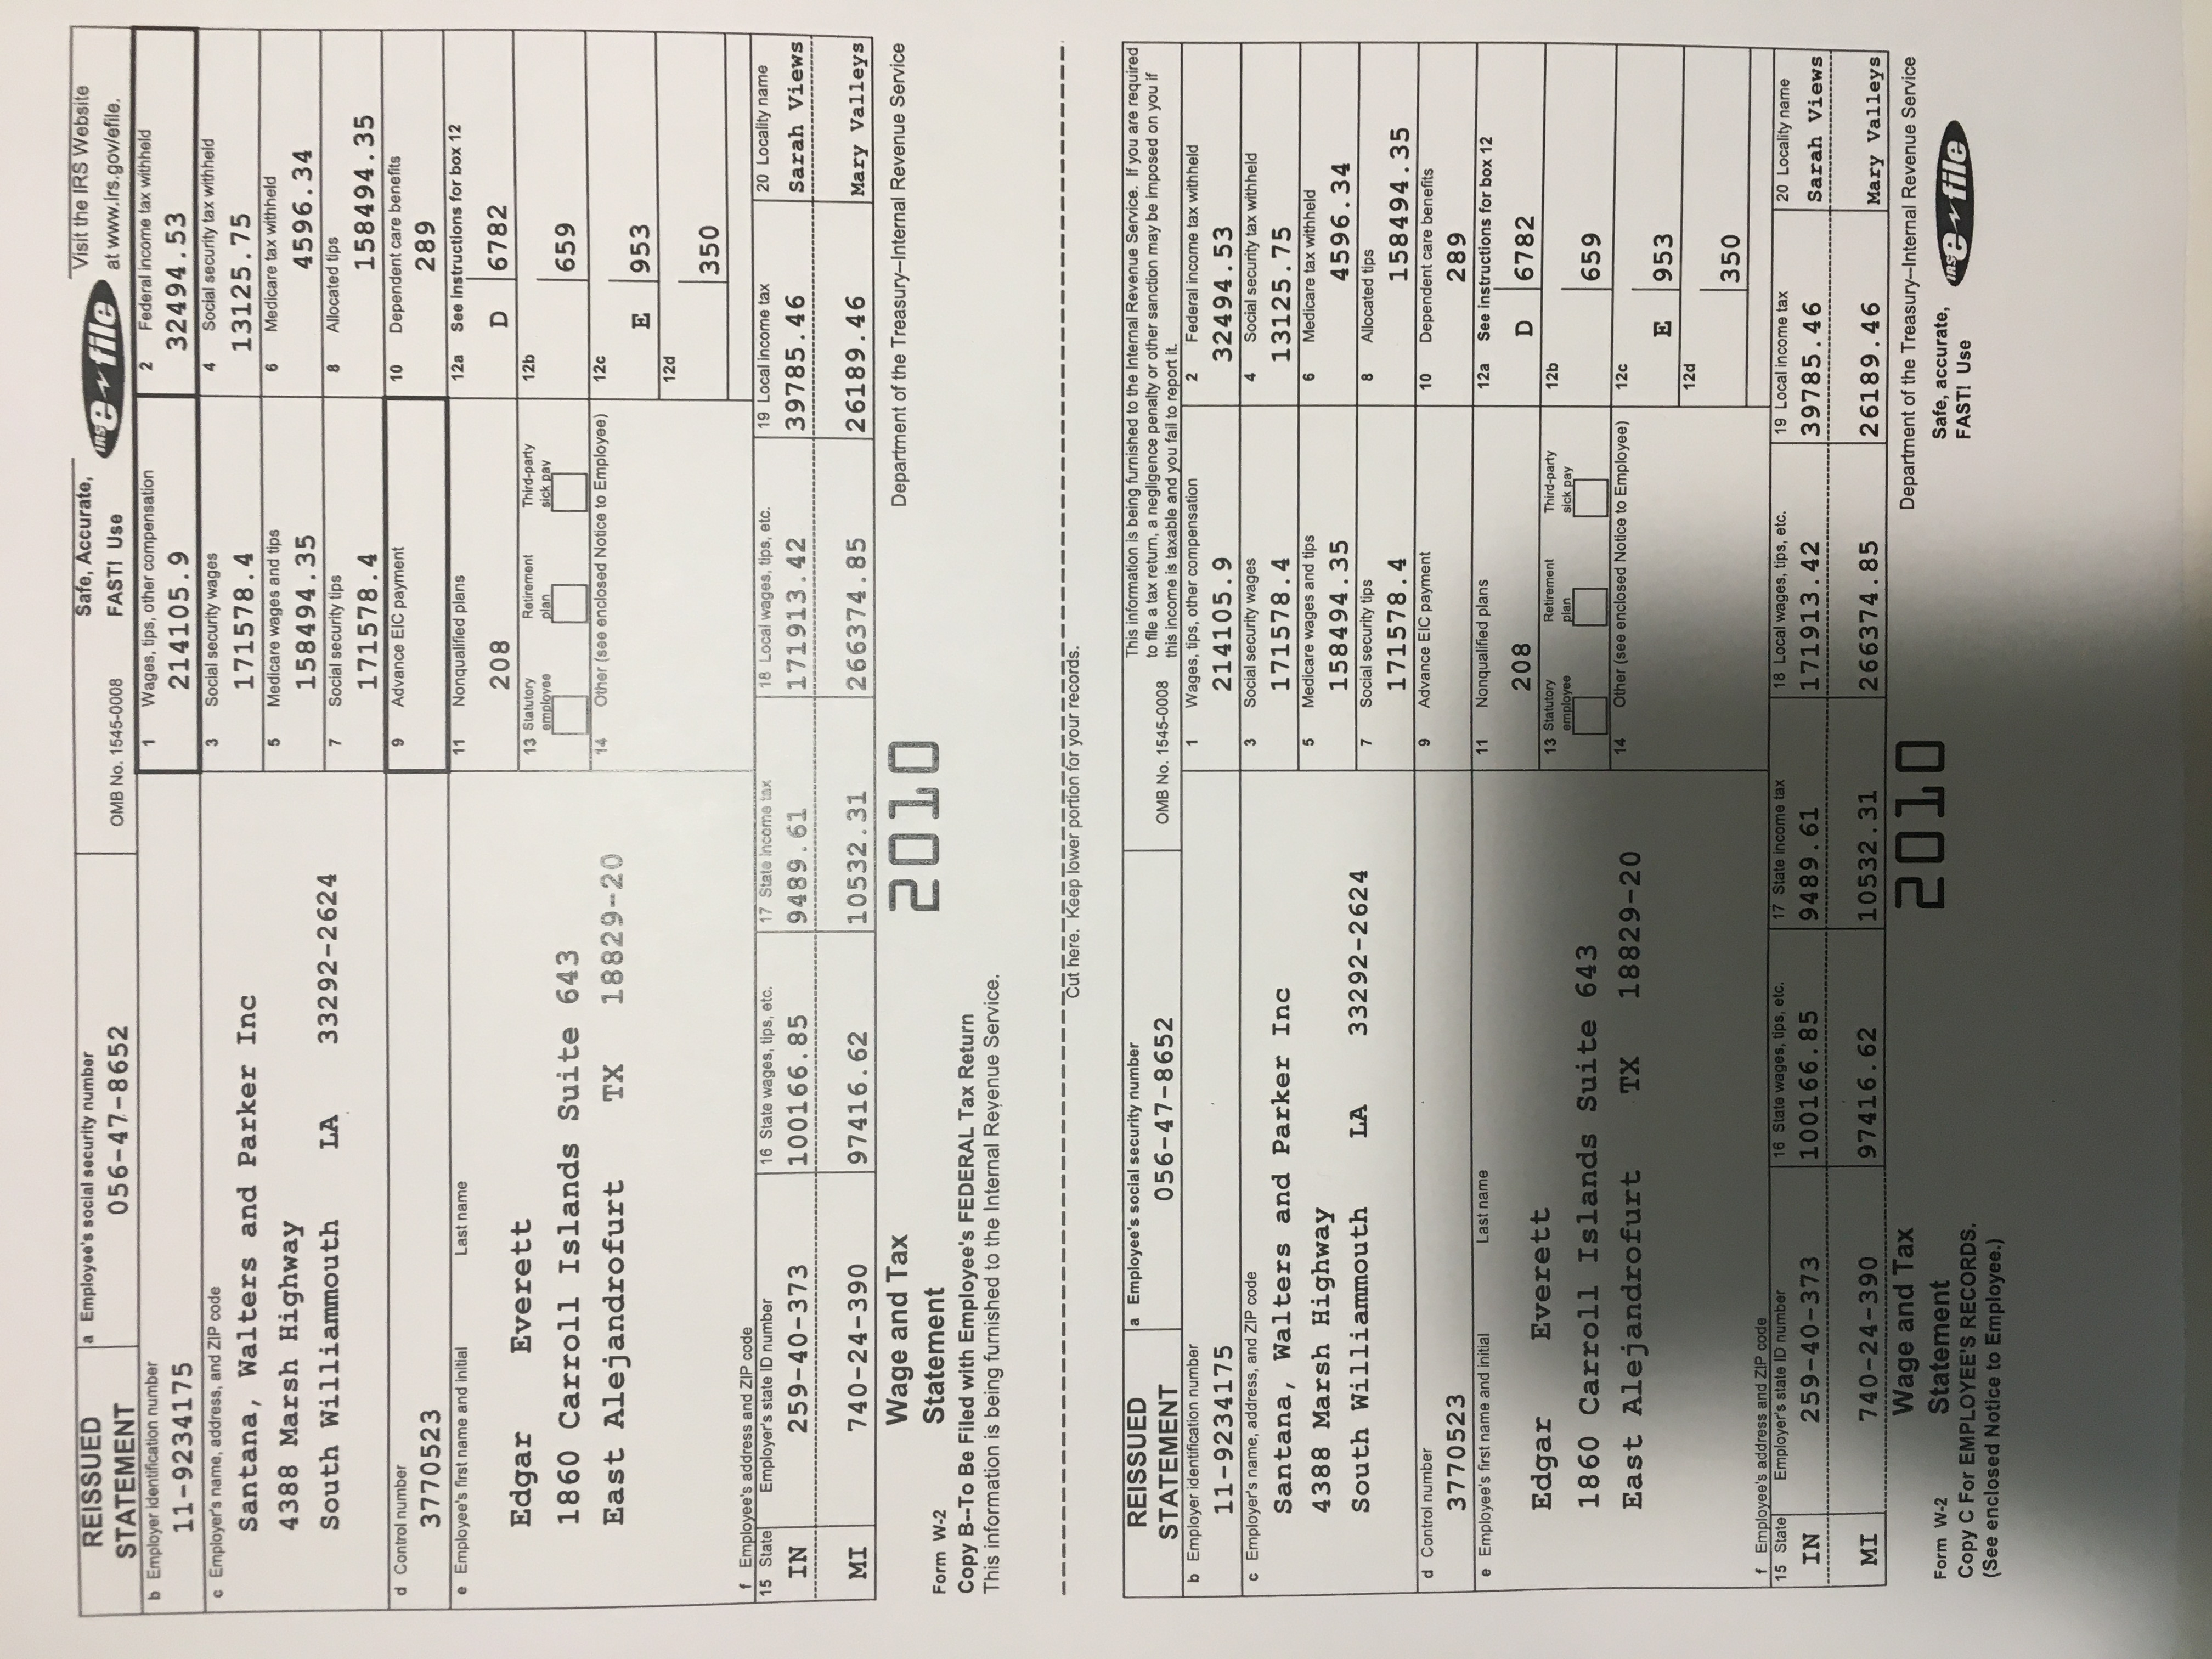 REISSUED STATEMENT
a Employee's social security number
056-47-8652
OMB No. 1545-0008
Safe, Accurate,
FAST! Use
IRS e-file
Visit the IRS Website
at www.irs.gov/efile.
b Employer identification number
11-9234175
1 Wages, tips, other compensation
214105.9
2 Federal income tax withheld
32494.53
c Employer's name, address, and ZIP code
Santana, Walters and Parker Inc
4388 Marsh Highway
South Williammouth LA 33292-2624
3 Social security wages
171578.4
4 Social security tax withheld
13125.75
5 Medicare wages and tips
158494.35
6 Medicare tax withheld
4596.34
7 Social security tips
171578.4
8 Allocated tips
158494.35
d Control number
3770523
9 Advance EIC payment
10 Dependent care benefits
289
e Employee's first name and initial Last name
Edgar Everett
1860 Carroll Islands Suite 643
East Alejandrofurt TX 18829-20
f Employee's address and ZIP code
11 Nonqualified plans
208
12a See instructions for box 12
D 6782
13 Statutory employee Retirement plan Third-party sick pay
12b
659
14 Other (see enclosed Notice to Employee)
12c
E 953
12d
350
15 State Employer's state ID number 16 State wages, tips, etc. 17 State income tax 18 Local wages, tips, etc. 19 Local income tax 20 Locality name
IN 259-40-373 100166.85 9489.61 171913.42 39785.46 Sarah Views
MI 740-24-390 97416.62 10532.31 266374.85 26189.46 Mary Valleys
Form W-2 Wage and Tax Statement
2010
Department of the Treasury--Internal Revenue Service
Copy B--To Be Filed with Employee's FEDERAL Tax Return
This information is being furnished to the Internal Revenue Service.
Cut here. Keep lower portion for your records.
REISSUED STATEMENT
a Employee's social security number
056-47-8652
OMB No. 1545-0008
This information is being furnished to the Internal Revenue Service. If you are required
to file a tax return, a negligence penalty or other sanction may be imposed on you if
this income is taxable and you fail to report it.
b Employer identification number
11-9234175
1 Wages, tips, other compensation
214105.9
2 Federal income tax withheld
32494.53
c Employer's name, address, and ZIP code
Santana, Walters and Parker Inc
4388 Marsh Highway
South Williammouth LA 33292-2624
3 Social security wages
171578.4
4 Social security tax withheld
13125.75
5 Medicare wages and tips
158494.35
6 Medicare tax withheld
4596.34
7 Social security tips
171578.4
8 Allocated tips
158494.35
d Control number
3770523
9 Advance EIC payment
10 Dependent care benefits
289
e Employee's first name and initial Last name
Edgar Everett
1860 Carroll Islands Suite 643
East Alejandrofurt TX 18829-20
f Employee's address and ZIP code
11 Nonqualified plans
208
12a See instructions for box 12
D 6782
13 Statutory employee Retirement plan Third-party sick pay
12b
659
14 Other (see enclosed Notice to Employee)
12c
E 953
12d
350
15 State Employer's state ID number 16 State wages, tips, etc. 17 State income tax 18 Local wages, tips, etc. 19 Local income tax 20 Locality name
IN 259-40-373 100166.85 9489.61 171913.42 39785.46 Sarah Views
MI 740-24-390 97416.62 10532.31 266374.85 26189.46 Mary Valleys
Form W-2 Wage and Tax Statement
2010
Department of the Treasury--Internal Revenue Service
Copy C For EMPLOYEE'S RECORDS.
(See enclosed Notice to Employee.)
Safe, accurate,
FAST! Use
IRS e-file